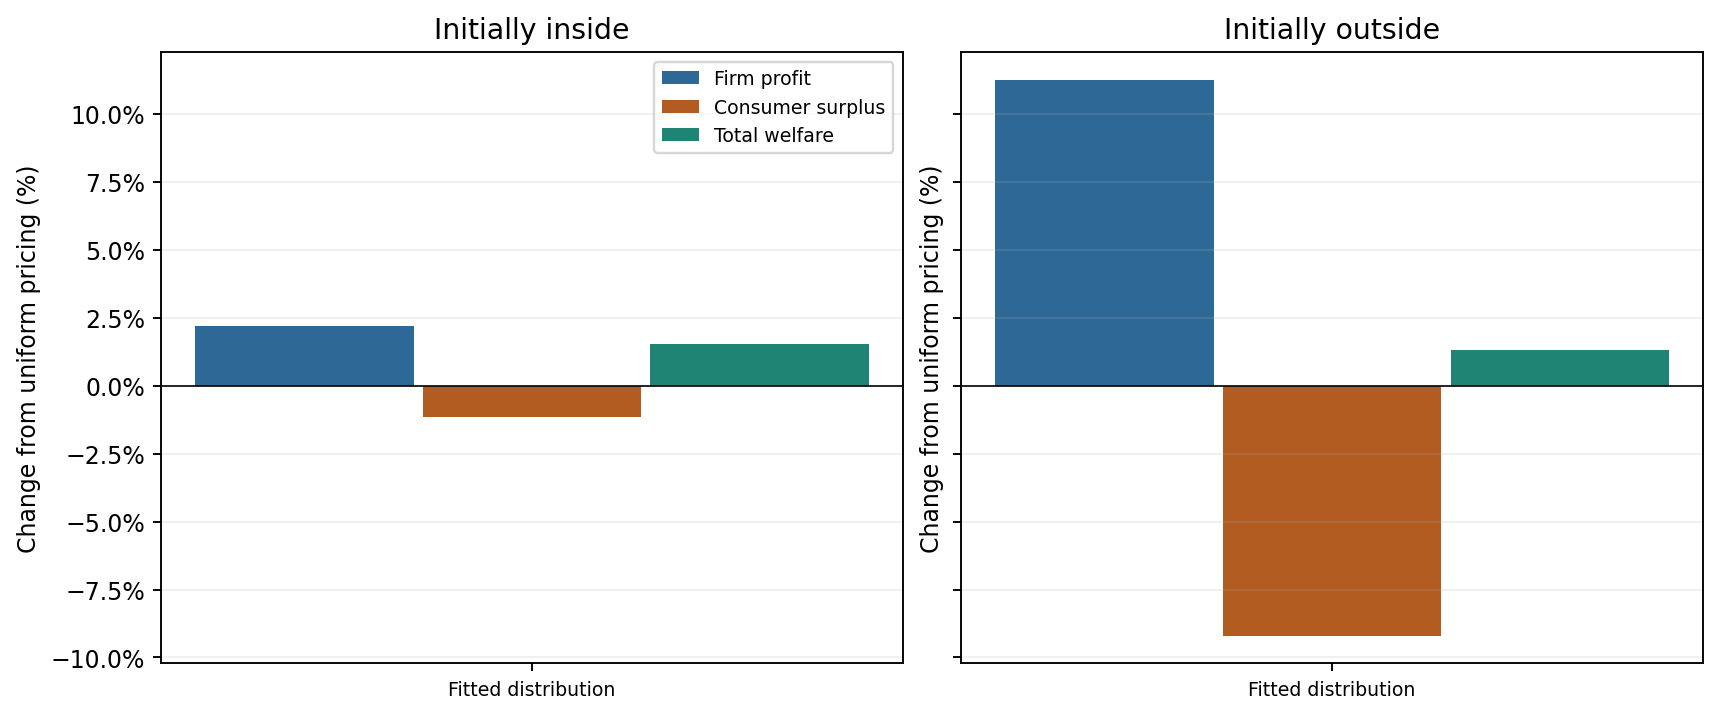 Initially inside
Change from uniform pricing (%)
10.0%
7.5%
5.0%
2.5%
0.0%
−2.5%
−5.0%
−7.5%
−10.0%
Firm profit
Consumer surplus
Total welfare
Fitted distribution
Initially outside
Change from uniform pricing (%)
Fitted distribution